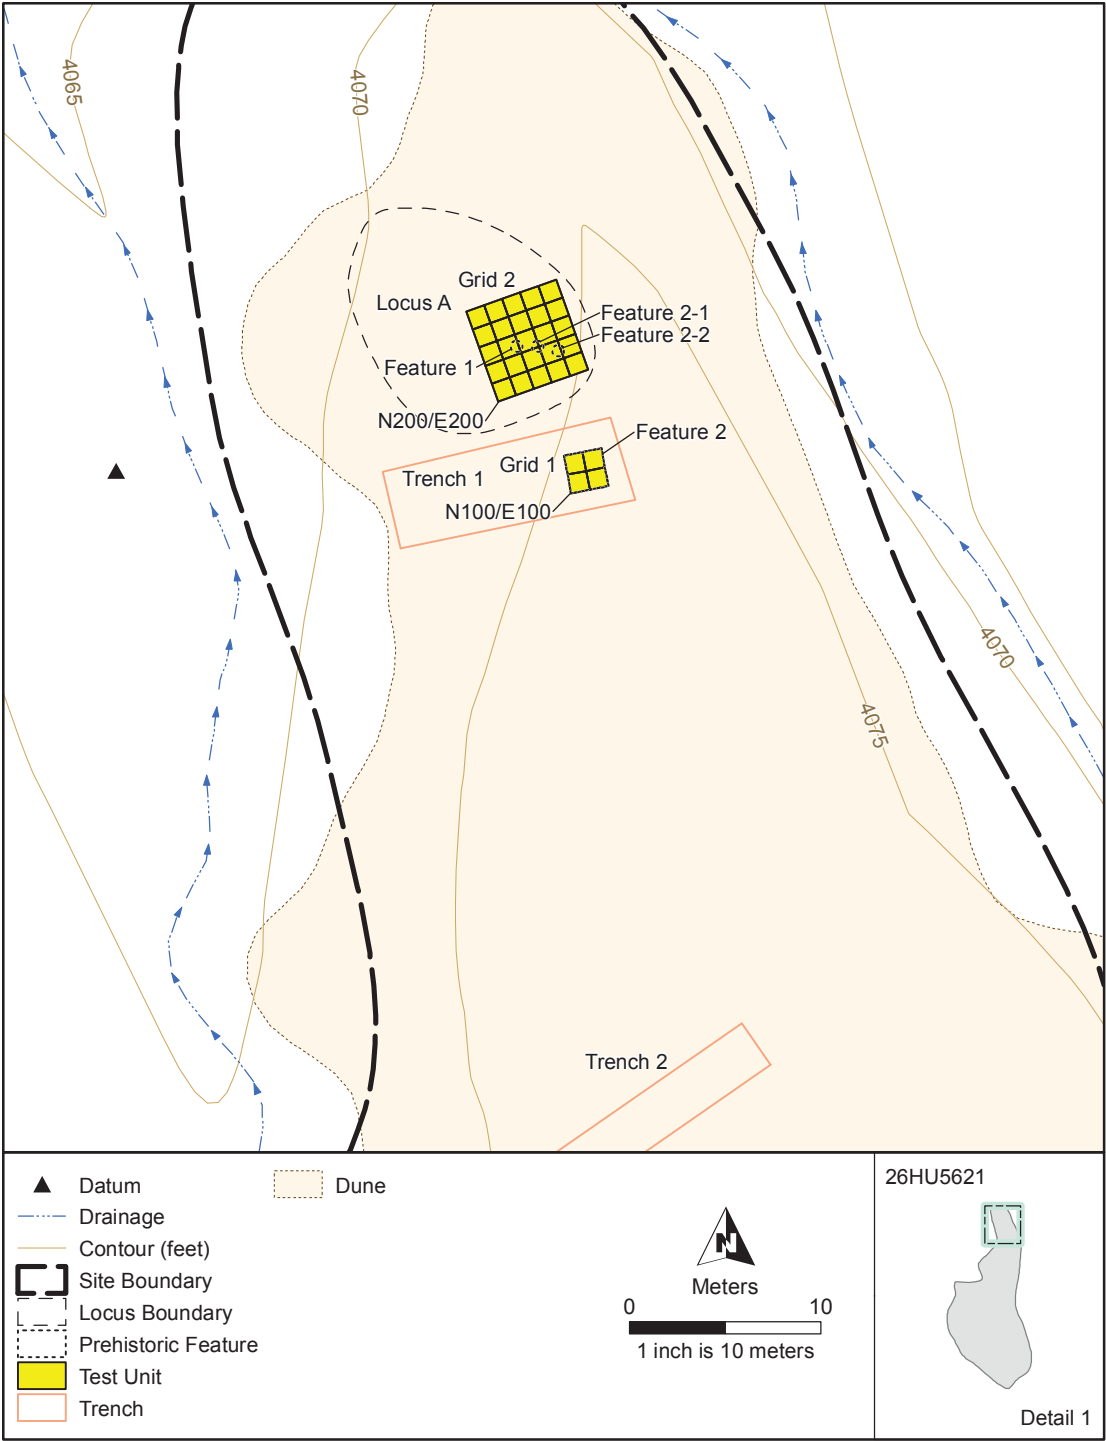 4065
4070
Grid 2
Locus A
Feature 2-1
Feature 2-2
Feature 1
N200/E200
Feature 2
Grid 1
Trench 1
N100/E100
4070
4075
Trench 2
Datum
Drainage
Contour (feet)
Site Boundary
Locus Boundary
Prehistoric Feature
Test Unit
Trench
Dune
N
Meters
0 10
1 inch is 10 meters
26HU5621
Detail 1